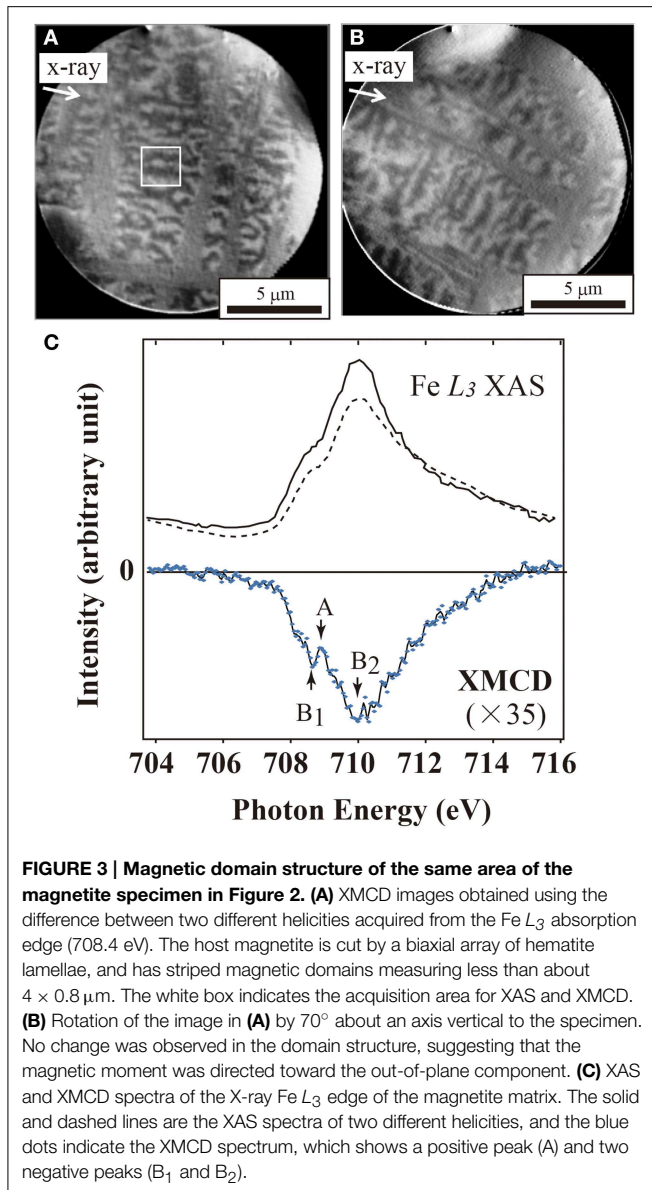 A
x-ray
5 μm
B
x-ray
5 μm
C
Fe L3 XAS
Intensity (arbitrary unit)
0
A
B2
B1
XMCD
(×35)
704 706 708 710 712 714 716
Photon Energy (eV)
FIGURE 3 | Magnetic domain structure of the same area of the
magnetite specimen in Figure 2. (A) XMCD images obtained using the
difference between two different helicities acquired from the Fe L3 absorption
edge (708.4 eV). The host magnetite is cut by a biaxial array of hematite
lamellae, and has striped magnetic domains measuring less than about
4 × 0.8 μm. The white box indicates the acquisition area for XAS and XMCD.
(B) Rotation of the image in (A) by 70° about an axis vertical to the specimen.
No change was observed in the domain structure, suggesting that the
magnetic moment was directed toward the out-of-plane component. (C) XAS
and XMCD spectra of the X-ray Fe L3 edge of the magnetite matrix. The solid
and dashed lines are the XAS spectra of two different helicities, and the blue
dots indicate the XMCD spectrum, which shows a positive peak (A) and two
negative peaks (B1 and B2).